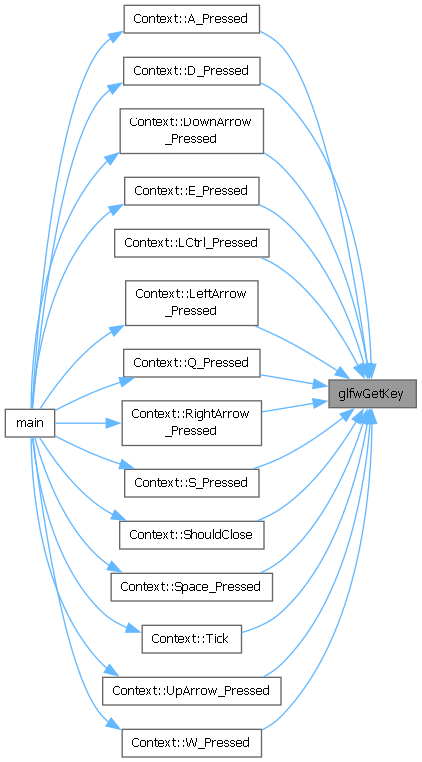 Context::A_Pressed
Context::D_Pressed
Context::DownArrow
_Pressed
Context::E_Pressed
Context::LCtrl_Pressed
Context::LeftArrow
_Pressed
Context::Q_Pressed
glfwGetKey
main
Context::RightArrow
_Pressed
Context::S_Pressed
Context::ShouldClose
Context::Space_Pressed
Context::Tick
Context::UpArrow_Pressed
Context::W_Pressed